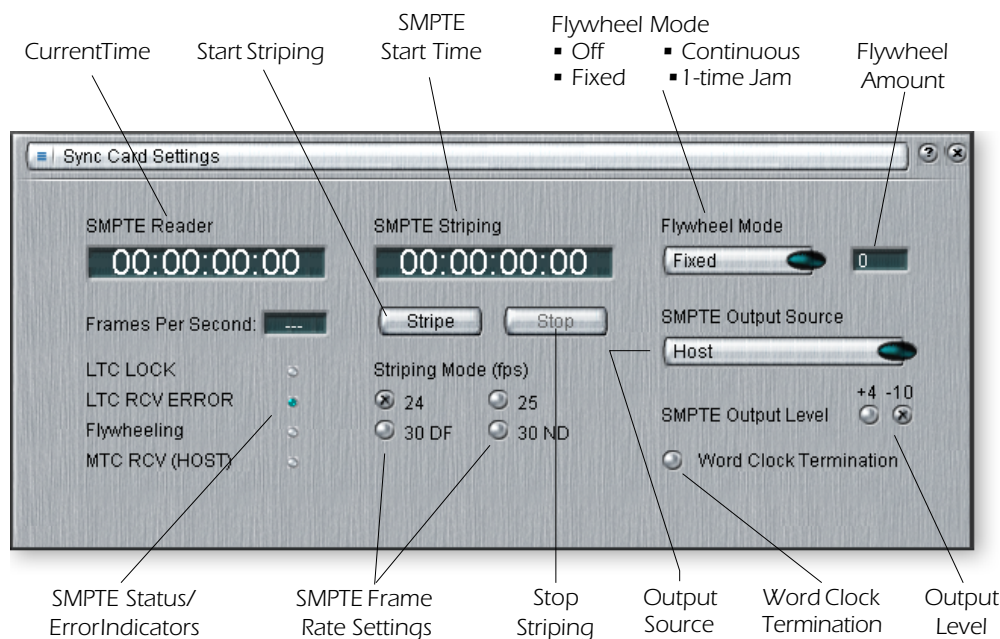 CurrentTime
Start Striping
SMPTE
Start Time
Flywheel Mode
▪ Off
▪ Continuous
▪ Fixed
▪ 1-time Jam
Flywheel
Amount
Sync Card Settings
?
SMPTE Reader
00:00:00:00
Frames Per Second: ---
LTC LOCK
LTC RCV ERROR
Flywheeling
MTC RCV (HOST)
SMPTE Striping
00:00:00:00
Stripe
Stop
Striping Mode (fps)
24
25
30 DF
30 ND
Flywheel Mode
Fixed
0
SMPTE Output Source
Host
+4 -10
SMPTE Output Level
Word Clock Termination
SMPTE Status/
ErrorIndicators
SMPTE Frame
Rate Settings
Stop
Striping
Output
Source
Word Clock
Termination
Output
Level